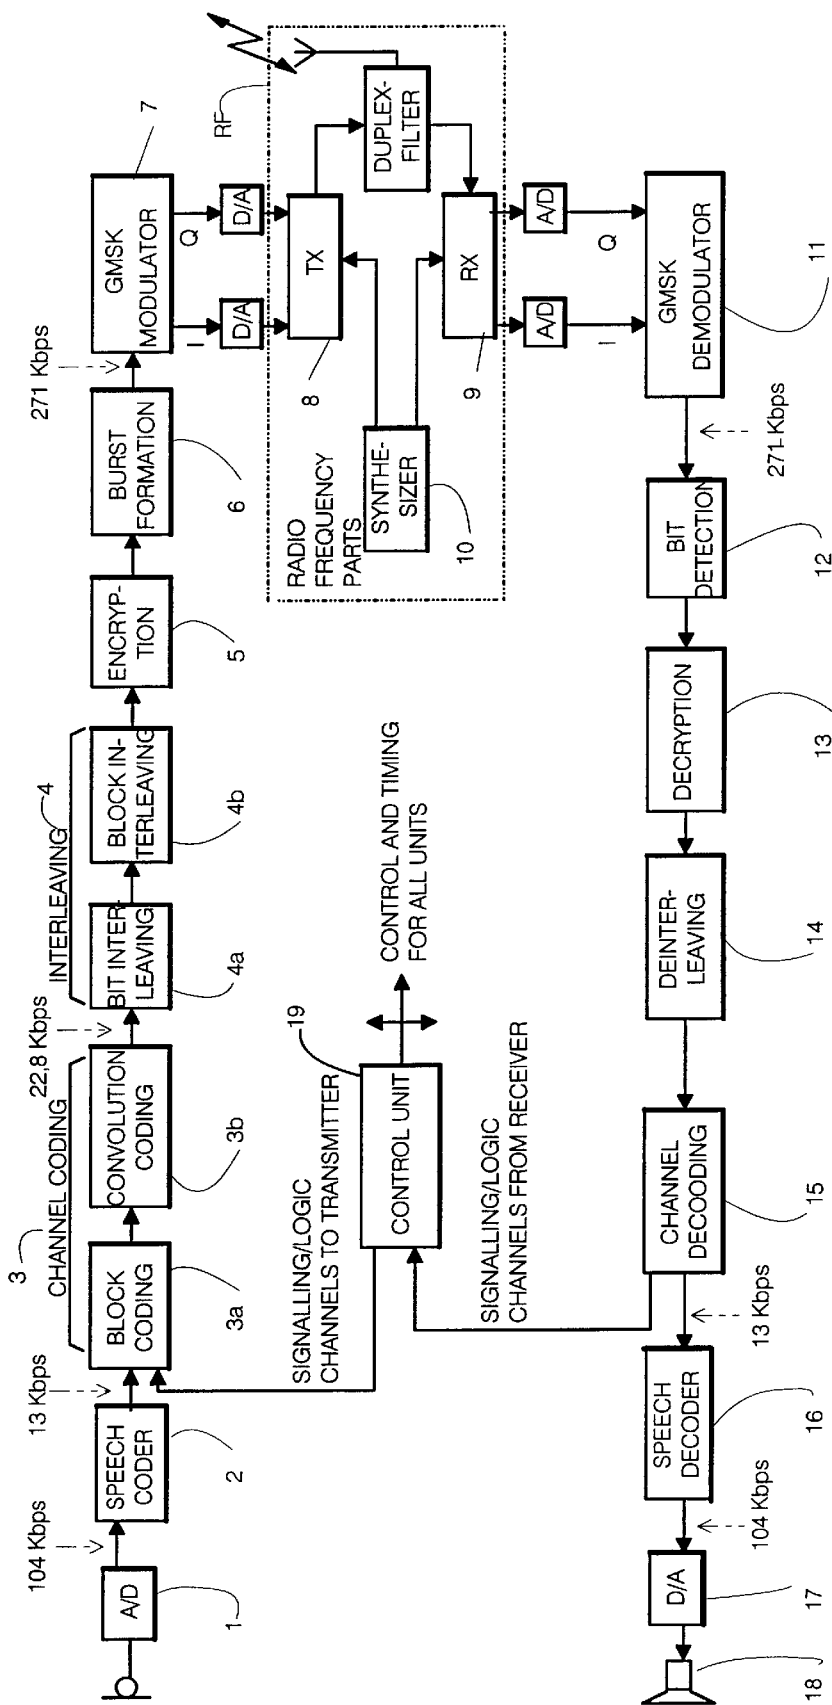 104 Kbps
13 Kbps
3
CHANNEL CODING
22,8 Kbps
INTERLEAVING
4
271 Kbps
A/D
SPEECH
CODER
BLOCK
CODING
CONVOLUTION
CODING
BIT INTER-
LEAVING
BLOCK IN-
TERLEAVING
ENCRYP-
TION
BURST
FORMATION
GMSK
MODULATOR
1
2
3a
3b
4a
4b
5
6
7
I
Q
D/A
D/A
RF
SIGNALLING/LOGIC
CHANNELS TO TRANSMITTER
19
CONTROL UNIT
CONTROL AND TIMING
FOR ALL UNITS
SIGNALLING/LOGIC
CHANNELS FROM RECEIVER
RADIO
FREQUENCY
PARTS
TX
8
DUPLEX-
FILTER
SYNTHE-
SIZER
10
RX
9
A/D
A/D
I
Q
D/A
SPEECH
DECODER
CHANNEL
DECOODING
DEINTER-
LEAVING
DECRYPTION
BIT
DETECTION
GMSK
DEMODULATOR
104 Kbps
13 Kbps
271 Kbps
18
17
16
15
14
13
12
11